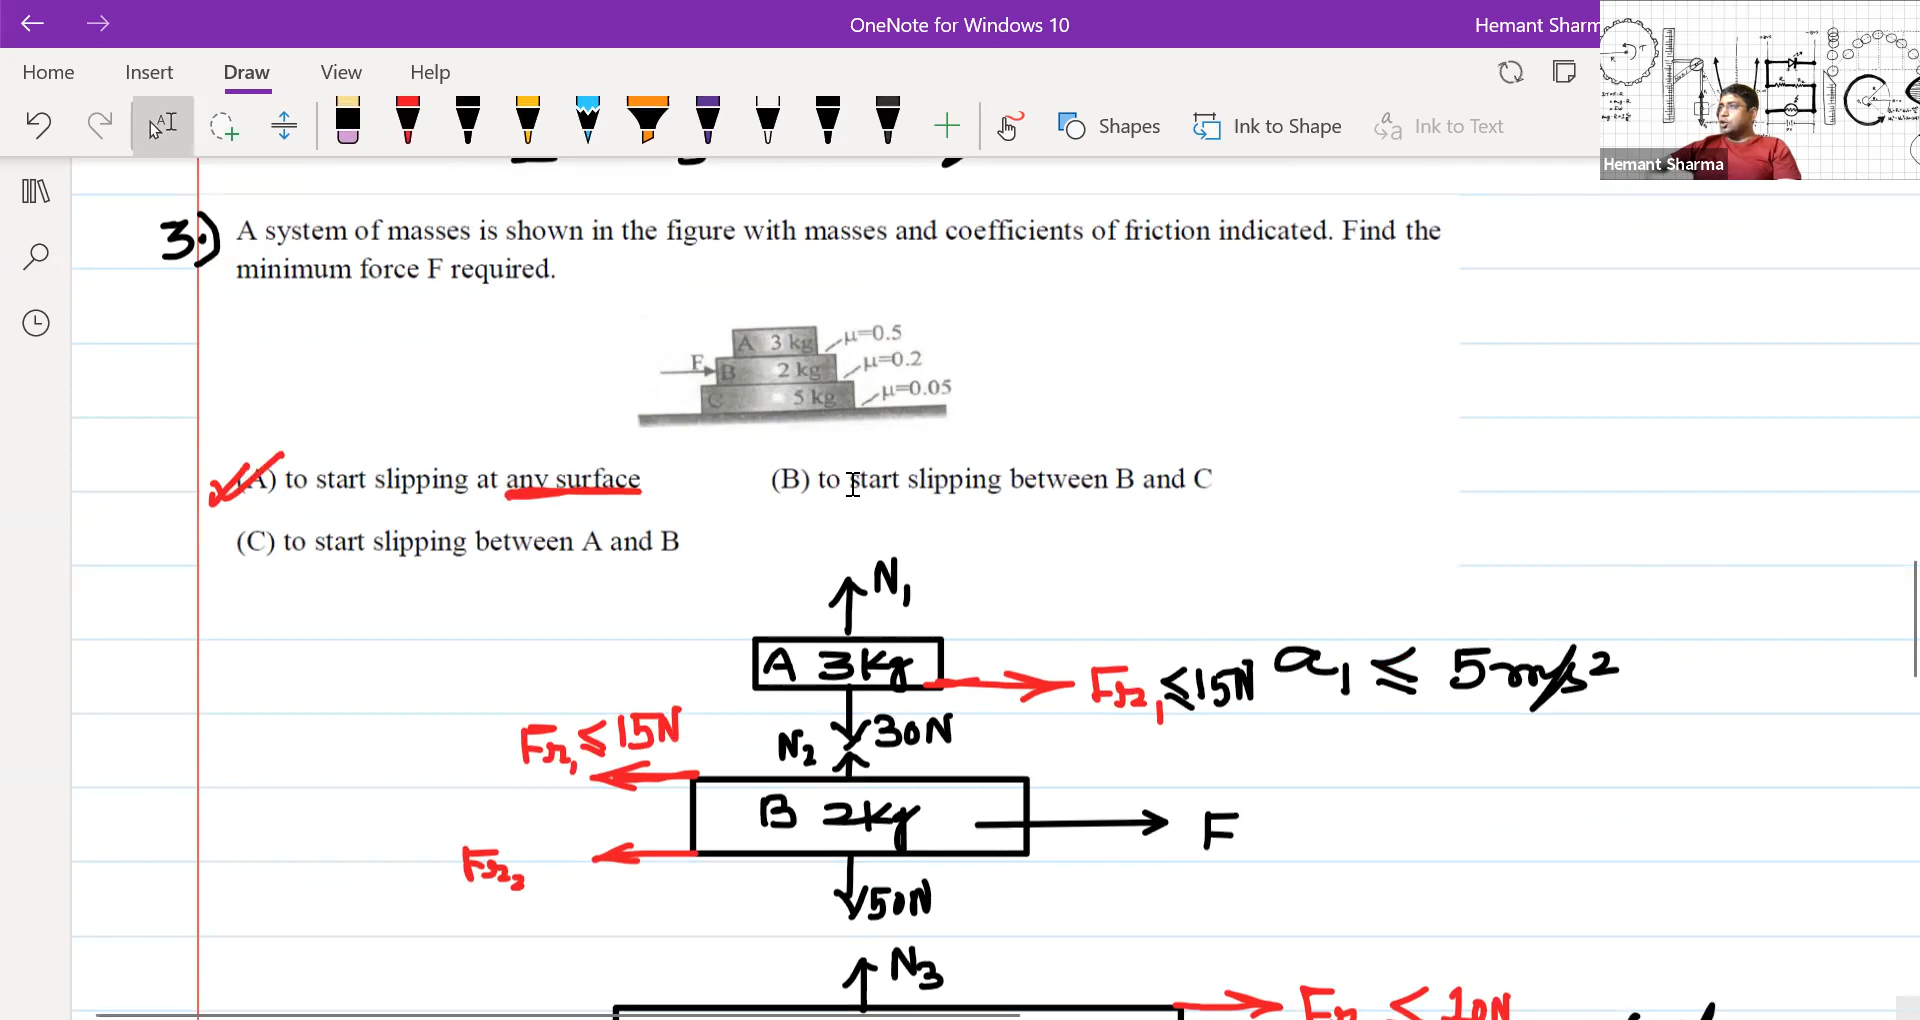 OneNote for Windows 10
Hemant Sharm
Home Insert Draw View Help
Shapes Ink to Shape Ink to Text
Hemant Sharma
3.) A system of masses is shown in the figure with masses and coefficients of friction indicated. Find the
minimum force F required.
A 3 kg μ=0.5
F B 2 kg μ=0.2
C 5 kg μ=0.05
(A) to start slipping at any surface (B) to start slipping between B and C
(C) to start slipping between A and B
N1
A 3kg Fr1 ≤15N a1 ≤ 5m/s2
30N
Fr1 ≤ 15N N2
B 2kg F
Fr2
50N
N3
Fr ≤ 10N